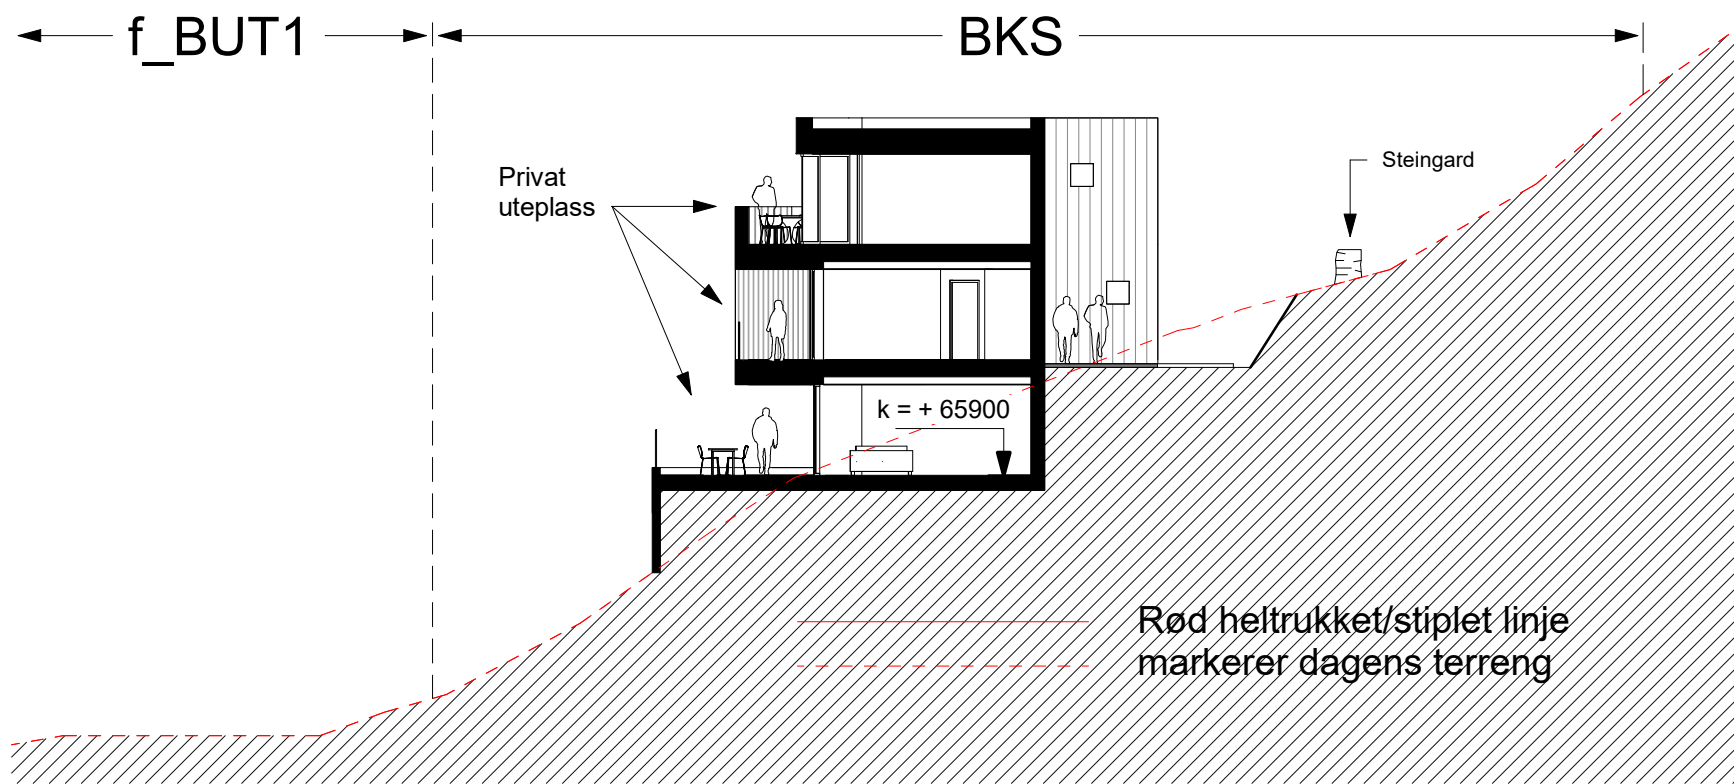 f_BUT1
BKS
Privat
uteplass
Steingard
k = + 65900
Rød heltrukket/stiplet linje
markerer dagens terreng